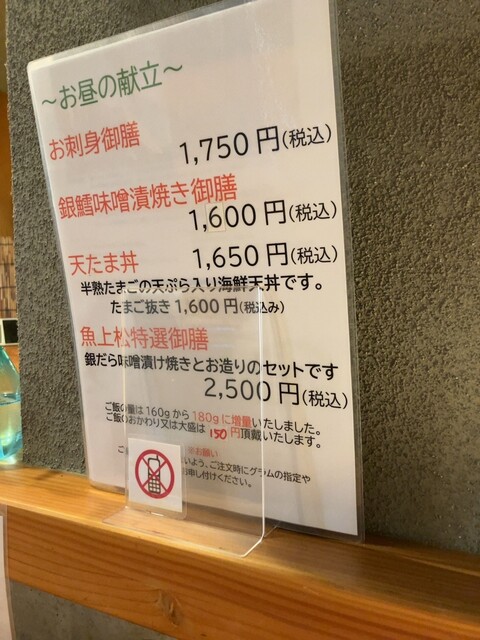 ～お昼の献立～
お刺身御膳
1,750円(税込)
銀鱈味噌漬焼き御膳
1,600円(税込)
天たま丼 1,650円(税込)
半熟たまごの天ぷら入り海鮮天丼です。
たまご抜き1,600円(税込み)
魚上松特選御膳
銀だら味噌漬け焼きとお造りのセットです
2,500円(税込)
ご飯の量は160gから180gに増量いたしました。
ご飯のおかわり又は大盛は150円頂戴いたします。
※お願い
いよう、ご注文時にグラムの指定や
お申し付けください。